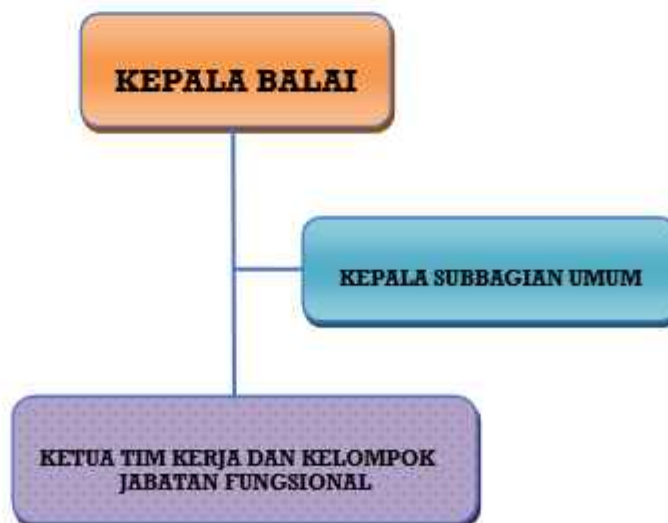 KEPALA BALAI
KEPALA SUBBAGIAN UMUM
KETUA TIM KERJA DAN KELOMPOK
JABATAN FUNGSIONAL